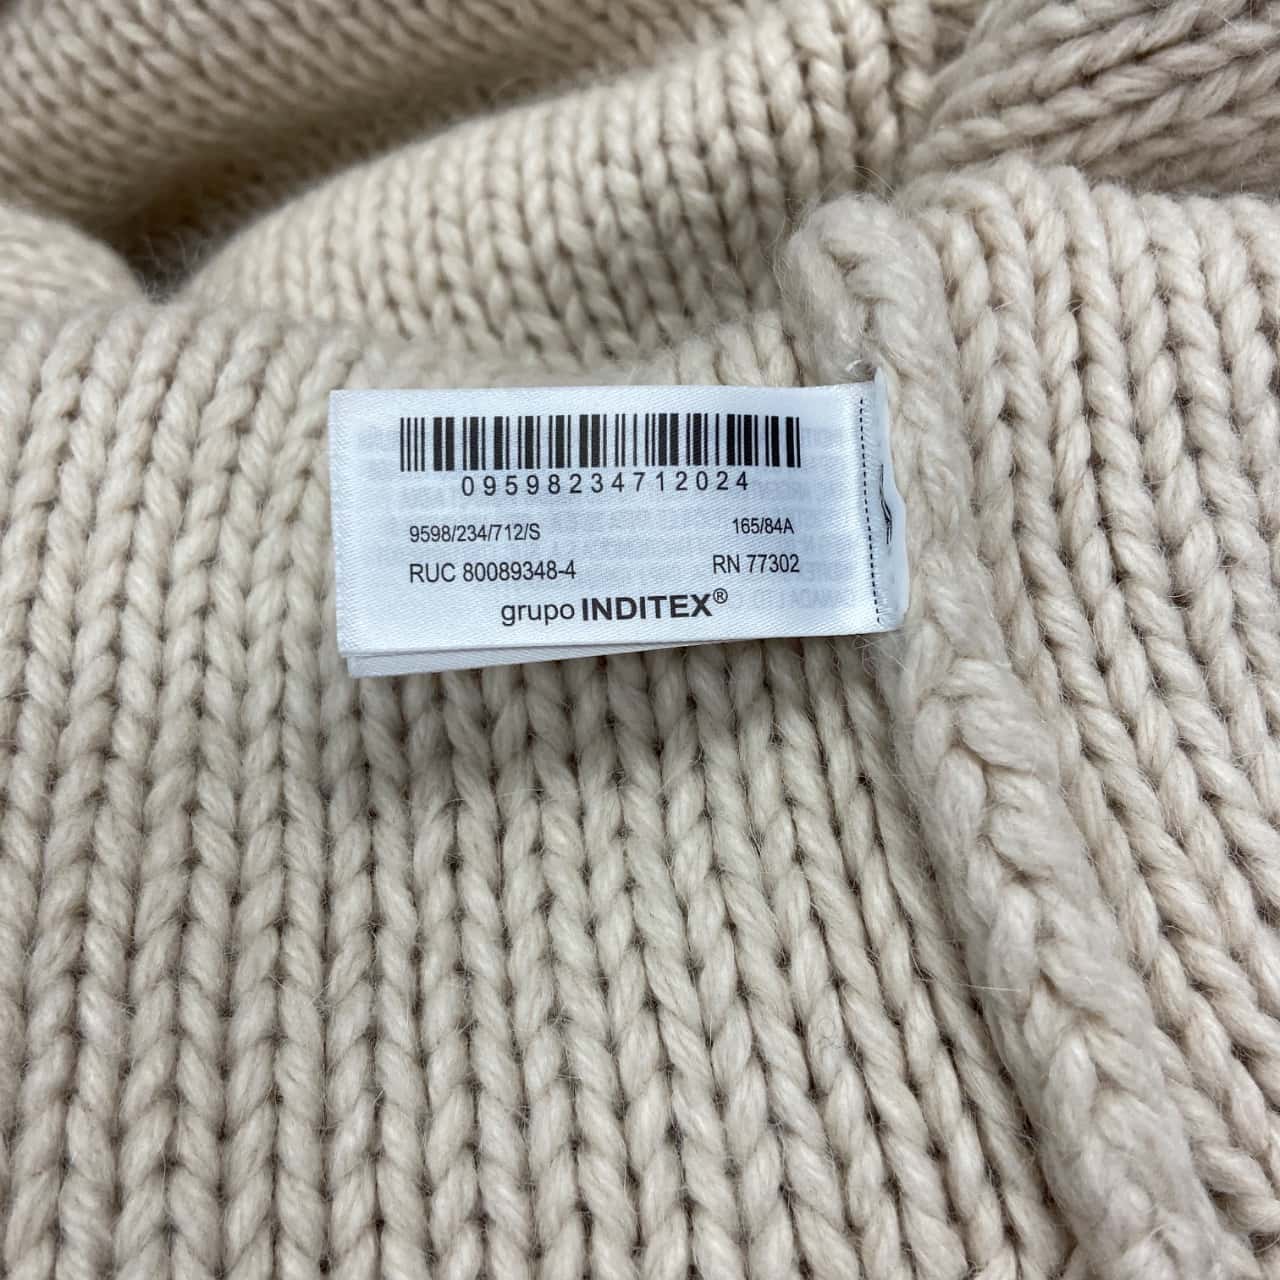 09598234712024
9598/234/712/S 165/84A
RUC 80089348-4 RN 77302
grupo INDITEX®